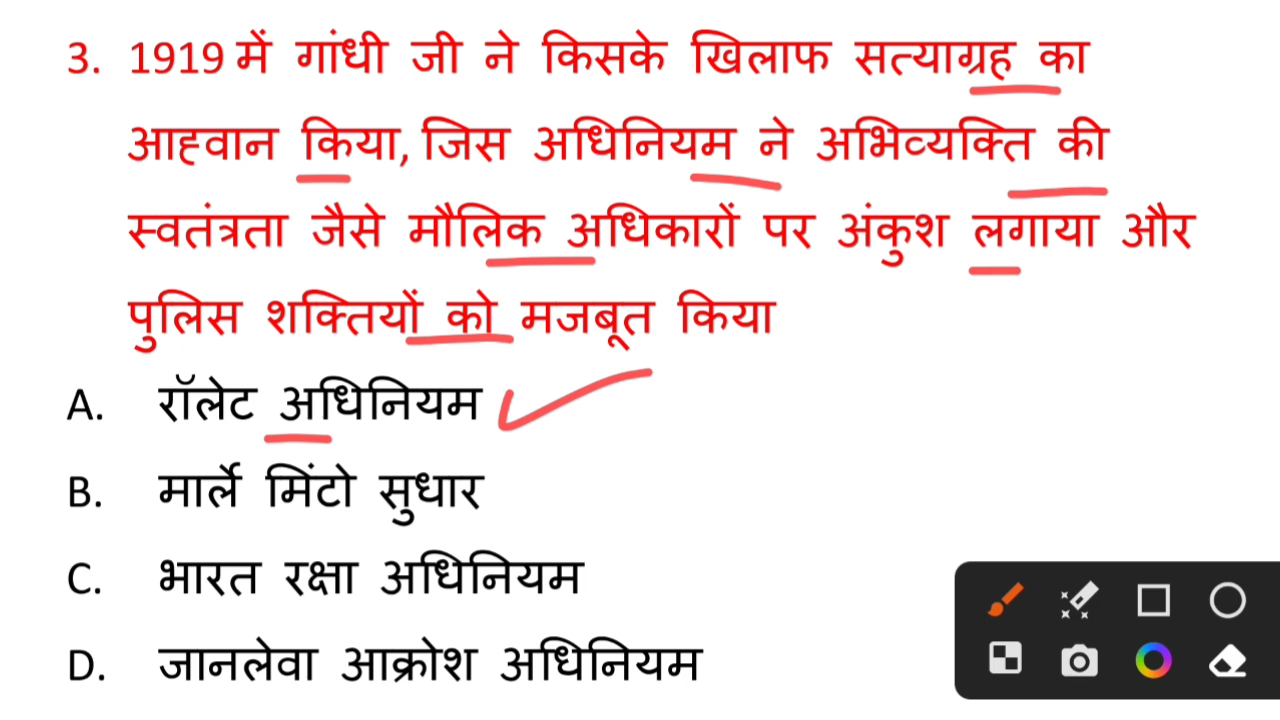 3. 1919 में गांधी जी ने किसके खिलाफ सत्याग्रह का
आह्वान किया, जिस अधिनियम ने अभिव्यक्ति की
स्वतंत्रता जैसे मौलिक अधिकारों पर अंकुश लगाया और
पुलिस शक्तियों को मजबूत किया
A. रॉलेट अधिनियम
B. मार्ले मिंटो सुधार
C. भारत रक्षा अधिनियम
D. जानलेवा आक्रोश अधिनियम